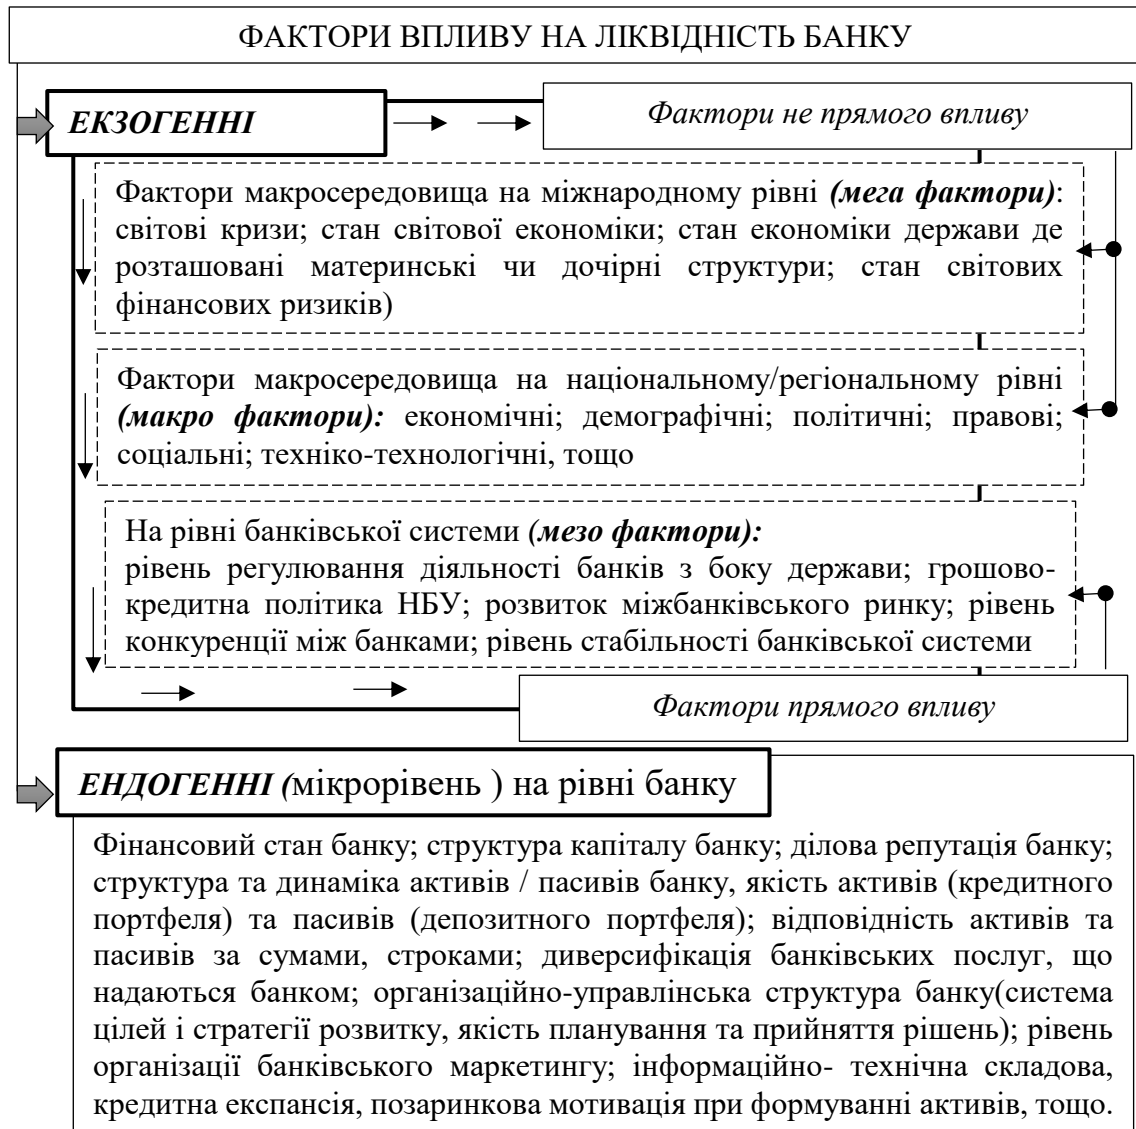 ФАКТОРИ ВПЛИВУ НА ЛІКВІДНІСТЬ БАНКУ
ЕКЗОГЕННІ
Фактори не прямого впливу
Фактори макросередовища на міжнародному рівні (мега фактори):
світові кризи; стан світової економіки; стан економіки держави де
розташовані материнські чи дочірні структури; стан світових
фінансових ризиків)
Фактори макросередовища на національному/регіональному рівні
(макро фактори): економічні; демографічні; політичні; правові;
соціальні; техніко-технологічні, тощо
На рівні банківської системи (мезо фактори):
рівень регулювання діяльності банків з боку держави; грошово-
кредитна політика НБУ; розвиток міжбанківського ринку; рівень
конкуренції між банками; рівень стабільності банківської системи
Фактори прямого впливу
ЕНДОГЕННІ (мікрорівень ) на рівні банку
Фінансовий стан банку; структура капіталу банку; ділова репутація банку;
структура та динаміка активів / пасивів банку, якість активів (кредитного
портфеля) та пасивів (депозитного портфеля); відповідність активів та
пасивів за сумами, строками; диверсифікація банківських послуг, що
надаються банком; організаційно-управлінська структура банку(система
цілей і стратегії розвитку, якість планування та прийняття рішень); рівень
організації банківського маркетингу; інформаційно- технічна складова,
кредитна експансія, позаринкова мотивація при формуванні активів, тощо.